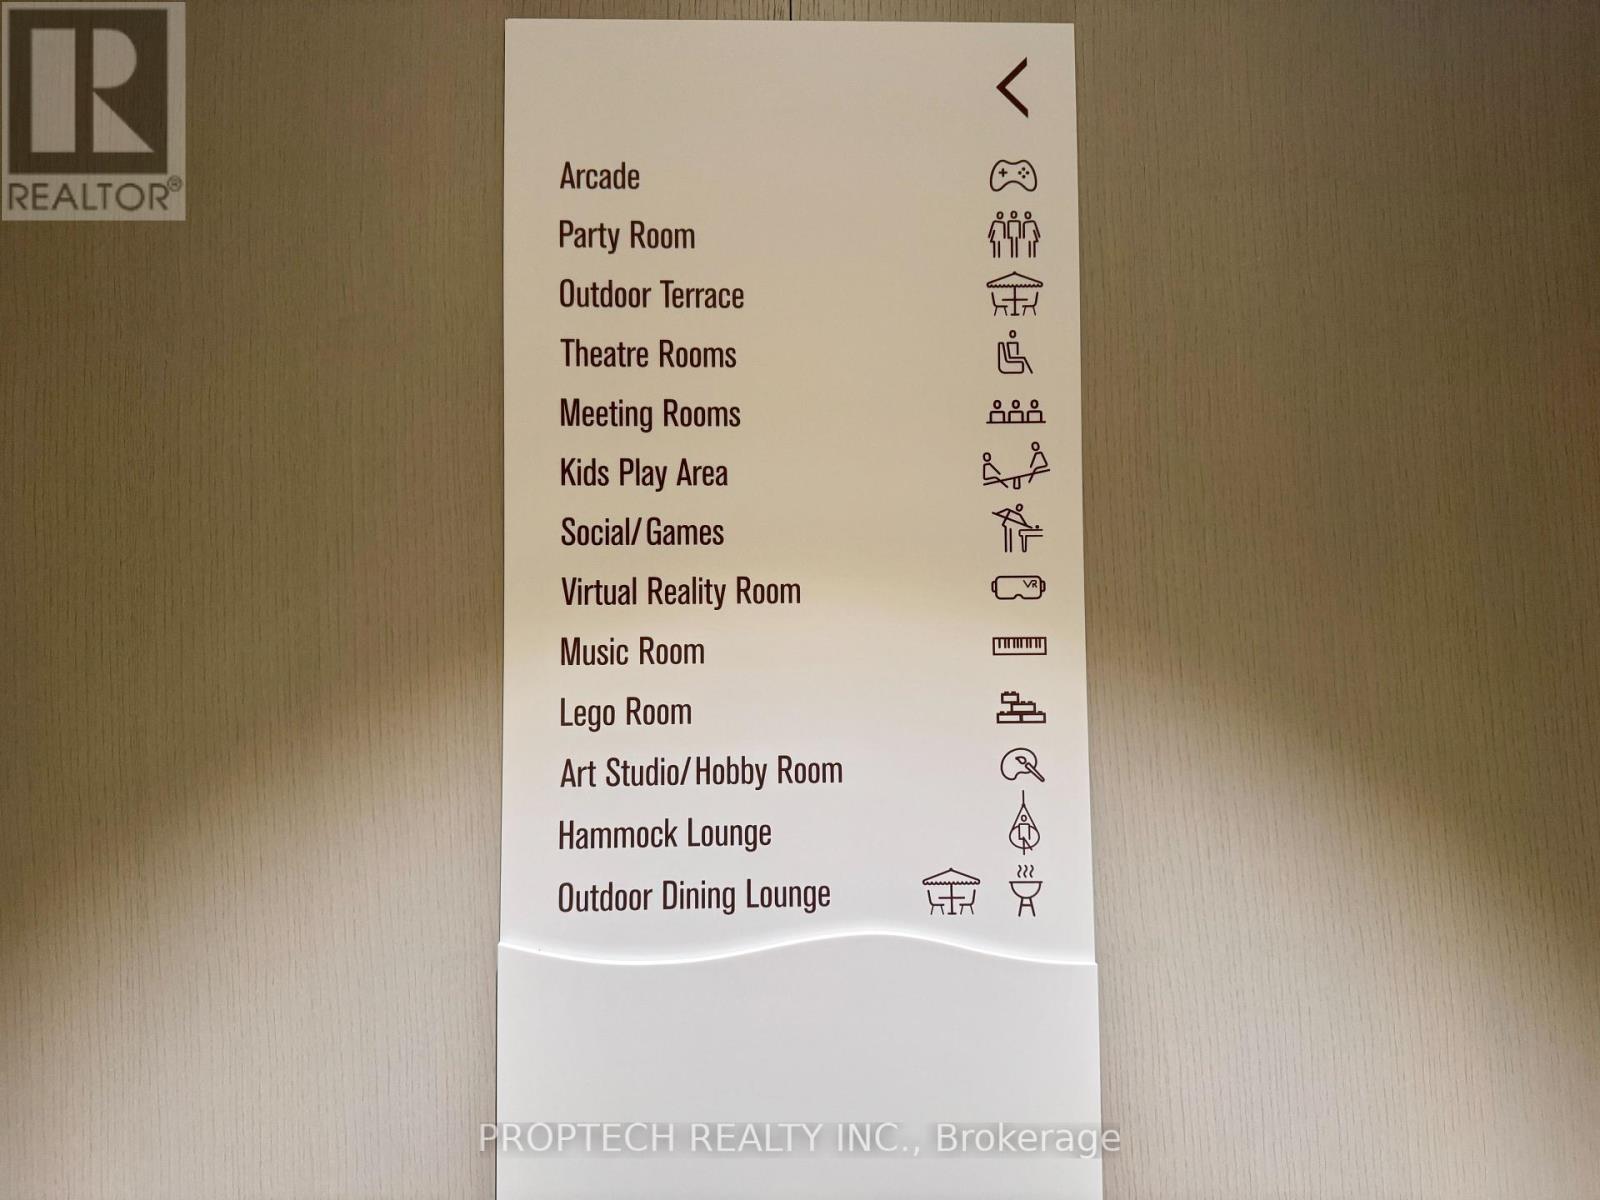 REALTOR®
Arcade
Party Room
Outdoor Terrace
Theatre Rooms
Meeting Rooms
Kids Play Area
Social/Games
Virtual Reality Room
VR
Music Room
Lego Room
Art Studio/Hobby Room
Hammock Lounge
Outdoor Dining Lounge
PROPTECH REALTY INC., Brokerage